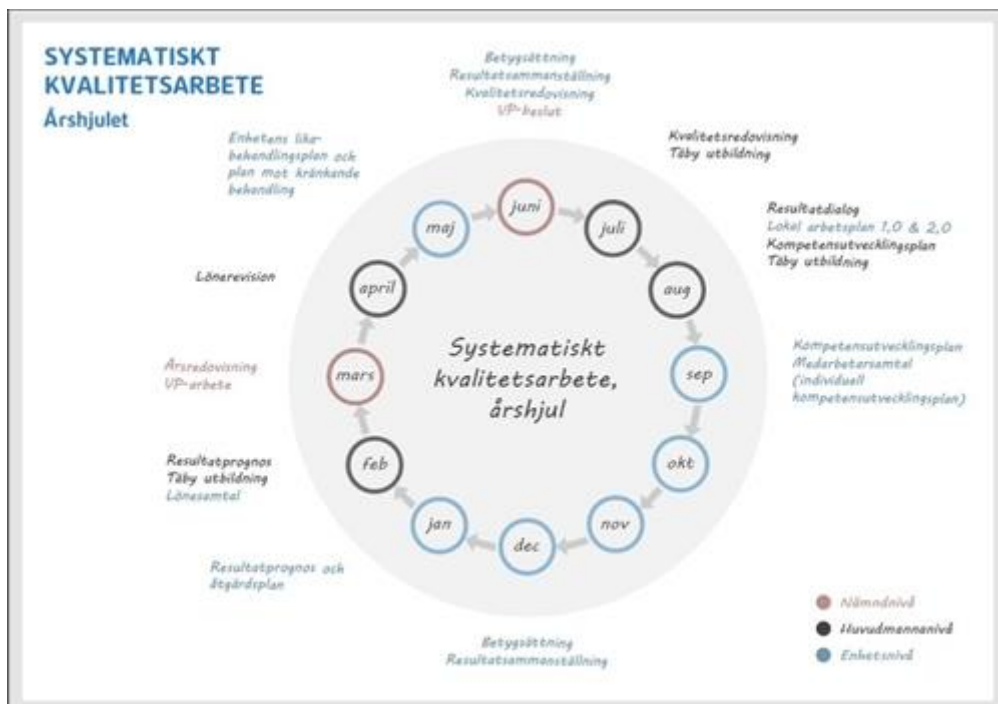 SYSTEMATISKT
KVALITETSARBETE
Årshjulet
Betygsättning
Resultatsammanställning
Kvalitetsredovisning
VP-beslut
Kvalitetsredovisning
Täby utbildning
Resultatdialog
Lokal arbetsplan 1,0 & 2,0
Kompetensutvecklingsplan
Täby utbildning
Kompetensutvecklingsplan
Medarbetarsamtal
(individuell
kompetensutvecklingsplan)
Betygsättning
Resultatsammanställning
Resultatprognos och
åtgärdsplan
Resultatprognos
Täby utbildning
Lönesamtal
Årsredovisning
VP-arbete
Lönerevision
Enhetens lika-
behandlingsplan och
plan mot kränkande
behandling
juni
juli
aug
sep
okt
nov
dec
jan
feb
mars
april
maj
Systematiskt
kvalitetsarbete,
årshjul
Nämndnivå
Huvudmannanivå
Enhetsnivå